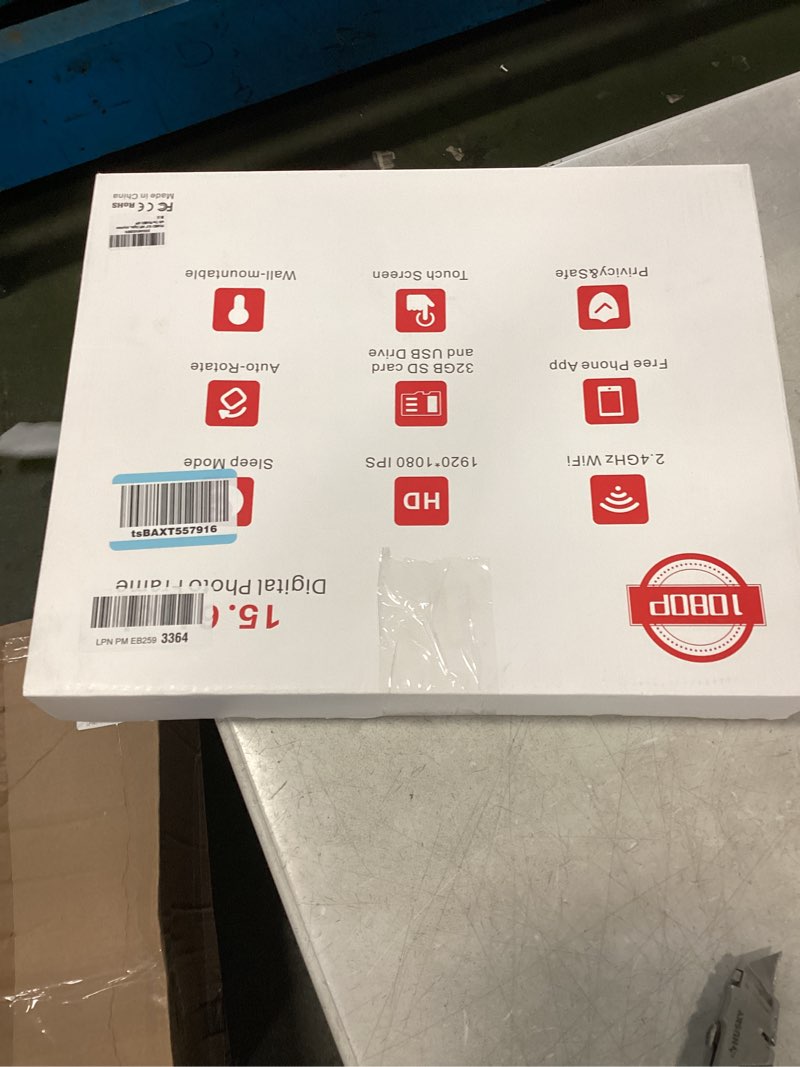 1080P
15.6
Digital Photo Frame
2.4GHz WiFi
HD
1920*1080 IPS
Sleep Mode
Free Phone App
32GB SD card
and USB Drive
Auto-Rotate
Privicy&Safe
Touch Screen
Wall-mountable
FC CE RoHS
Made in China
tsBAXT557916
LPN PM EB259 3364
HUSKY